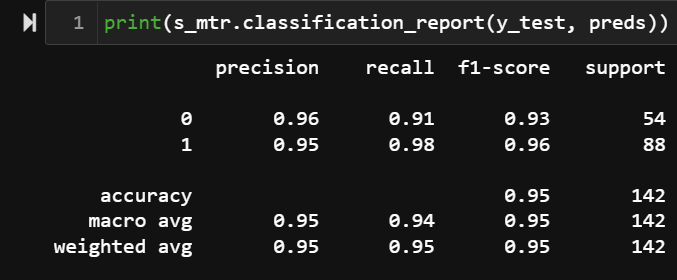 1 print(s_mtr.classification_report(y_test, preds))
precision recall f1-score support
0 0.96 0.91 0.93 54
1 0.95 0.98 0.96 88
accuracy 0.95 142
macro avg 0.95 0.94 0.95 142
weighted avg 0.95 0.95 0.95 142